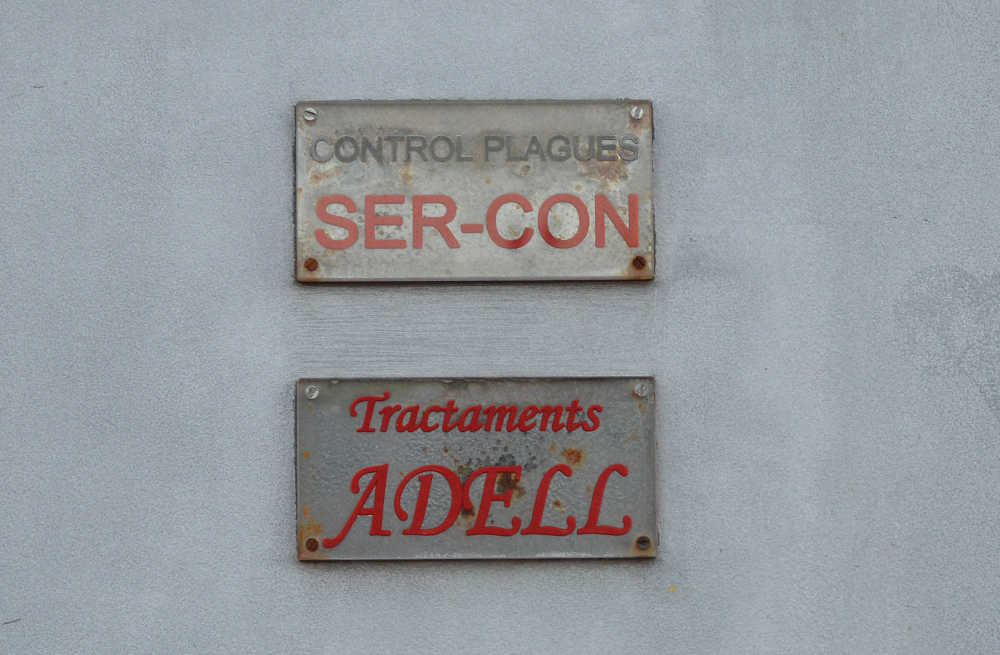 CONTROL PLAGUES
SER-CON
Tractaments
ADELL